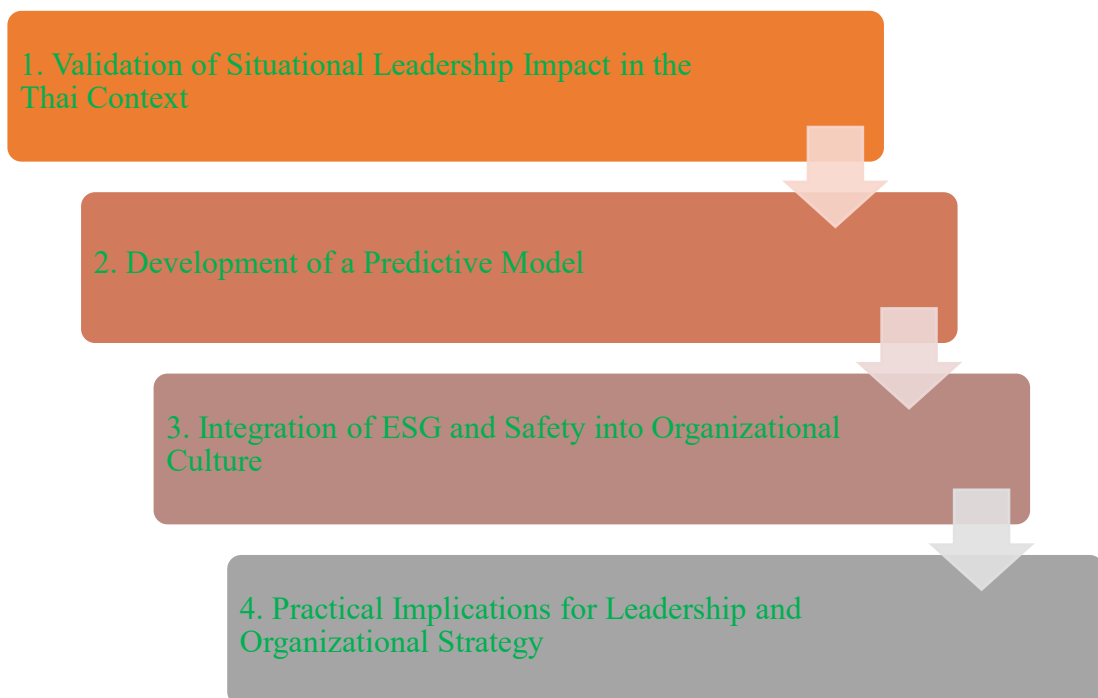 1. Validation of Situational Leadership Impact in the
Thai Context
2. Development of a Predictive Model
3. Integration of ESG and Safety into Organizational
Culture
4. Practical Implications for Leadership and
Organizational Strategy